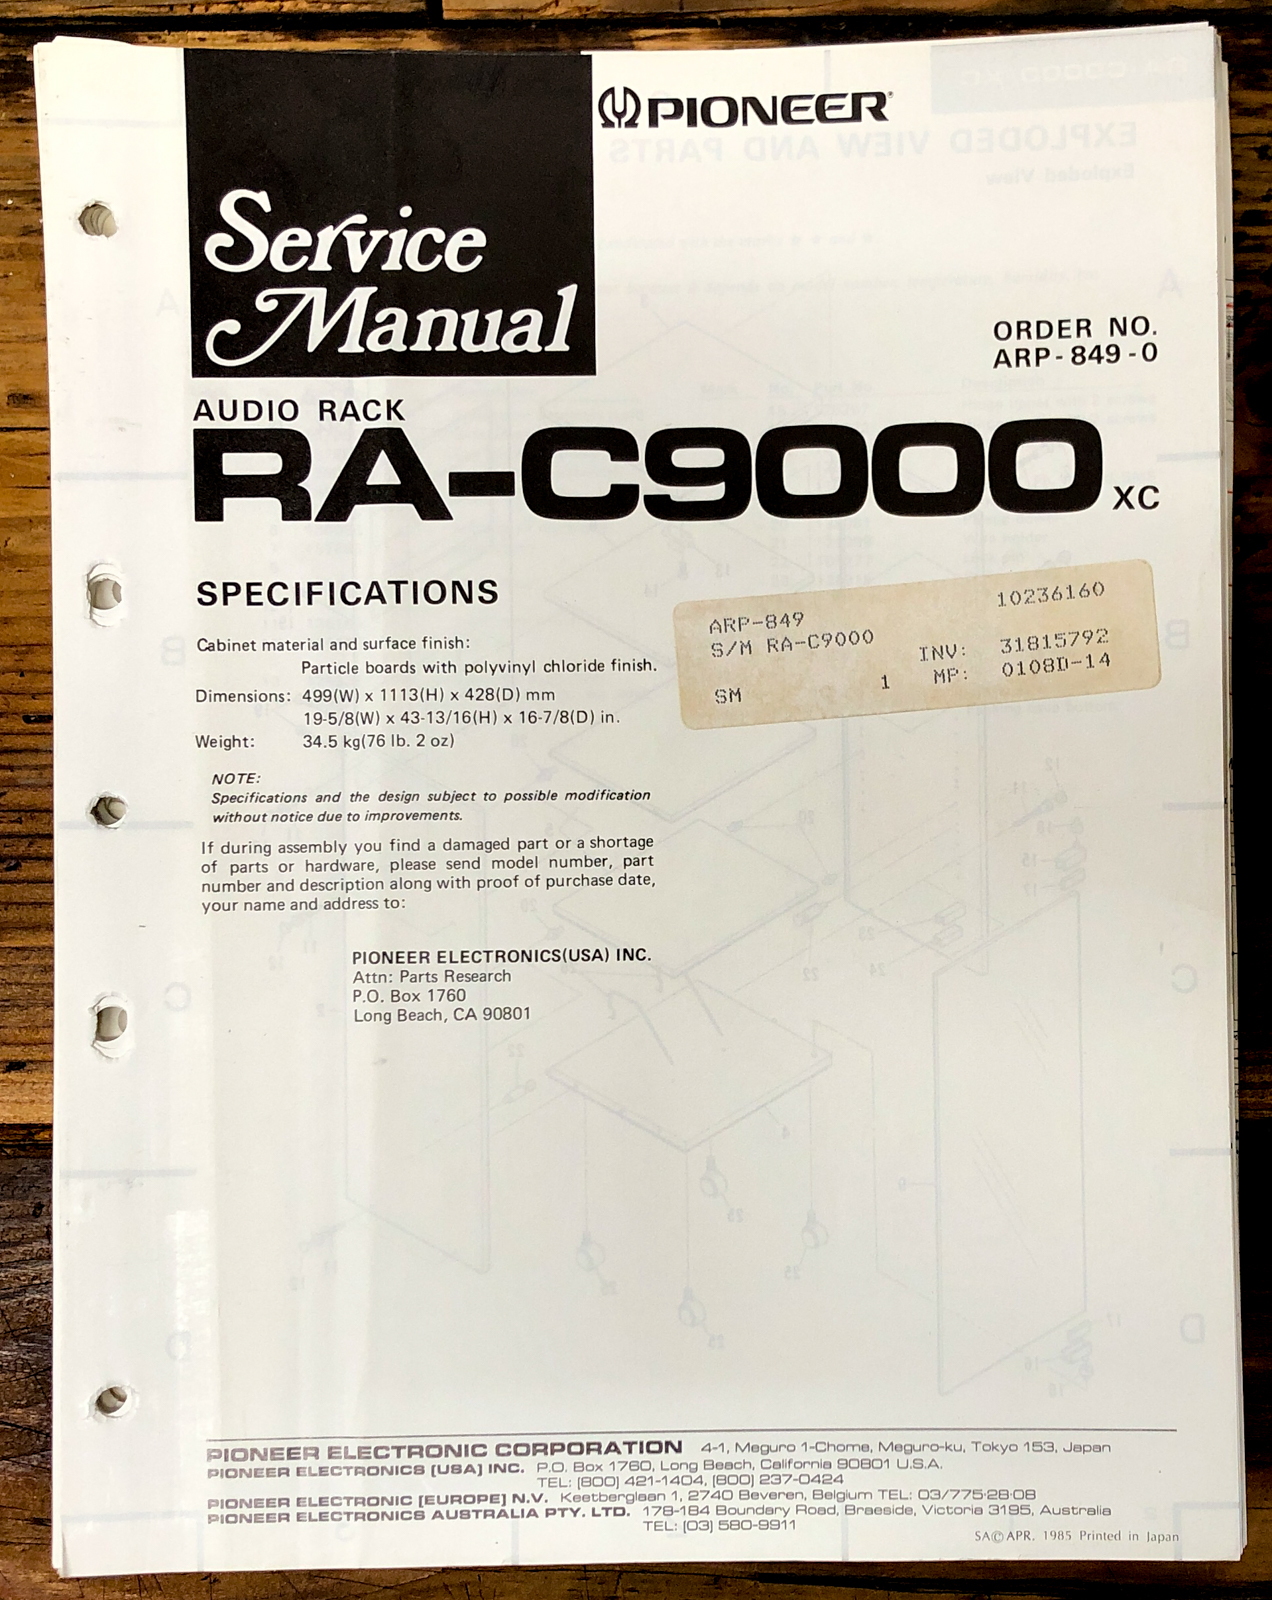 PIONEER®
Service
Manual
ORDER NO.
ARP-849-0
AUDIO RACK
RA-C9000 XC
SPECIFICATIONS
Cabinet material and surface finish:
Particle boards with polyvinyl chloride finish.
Dimensions: 499(W) x 1113(H) x 428(D) mm
19-5/8(W) x 43-13/16(H) x 16-7/8(D) in.
Weight: 34.5 kg(76 lb. 2 oz)
10236160
ARP-849
S/M RA-C9000
INV: 31815792
SM 1 MP: 0108D-14
NOTE:
Specifications and the design subject to possible modification
without notice due to improvements.
If during assembly you find a damaged part or a shortage
of parts or hardware, please send model number, part
number and description along with proof of purchase date,
your name and address to:
PIONEER ELECTRONICS(USA) INC.
Attn: Parts Research
P.O. Box 1760
Long Beach, CA 90801
PIONEER ELECTRONIC CORPORATION 4-1, Meguro 1-Chome, Meguro-ku, Tokyo 153, Japan
PIONEER ELECTRONICS [USA] INC. P.O. Box 1760, Long Beach, California 90801 U.S.A.
TEL: [800] 421-1404, [800] 237-0424
PIONEER ELECTRONIC [EUROPE] N.V. Keetberglaan 1, 2740 Beveren, Belgium TEL: 03/775·28·08
PIONEER ELECTRONICS AUSTRALIA PTY. LTD. 178-184 Boundary Road, Braeside, Victoria 3195, Australia
TEL: [03] 580-9911
SA©APR. 1985 Printed in Japan